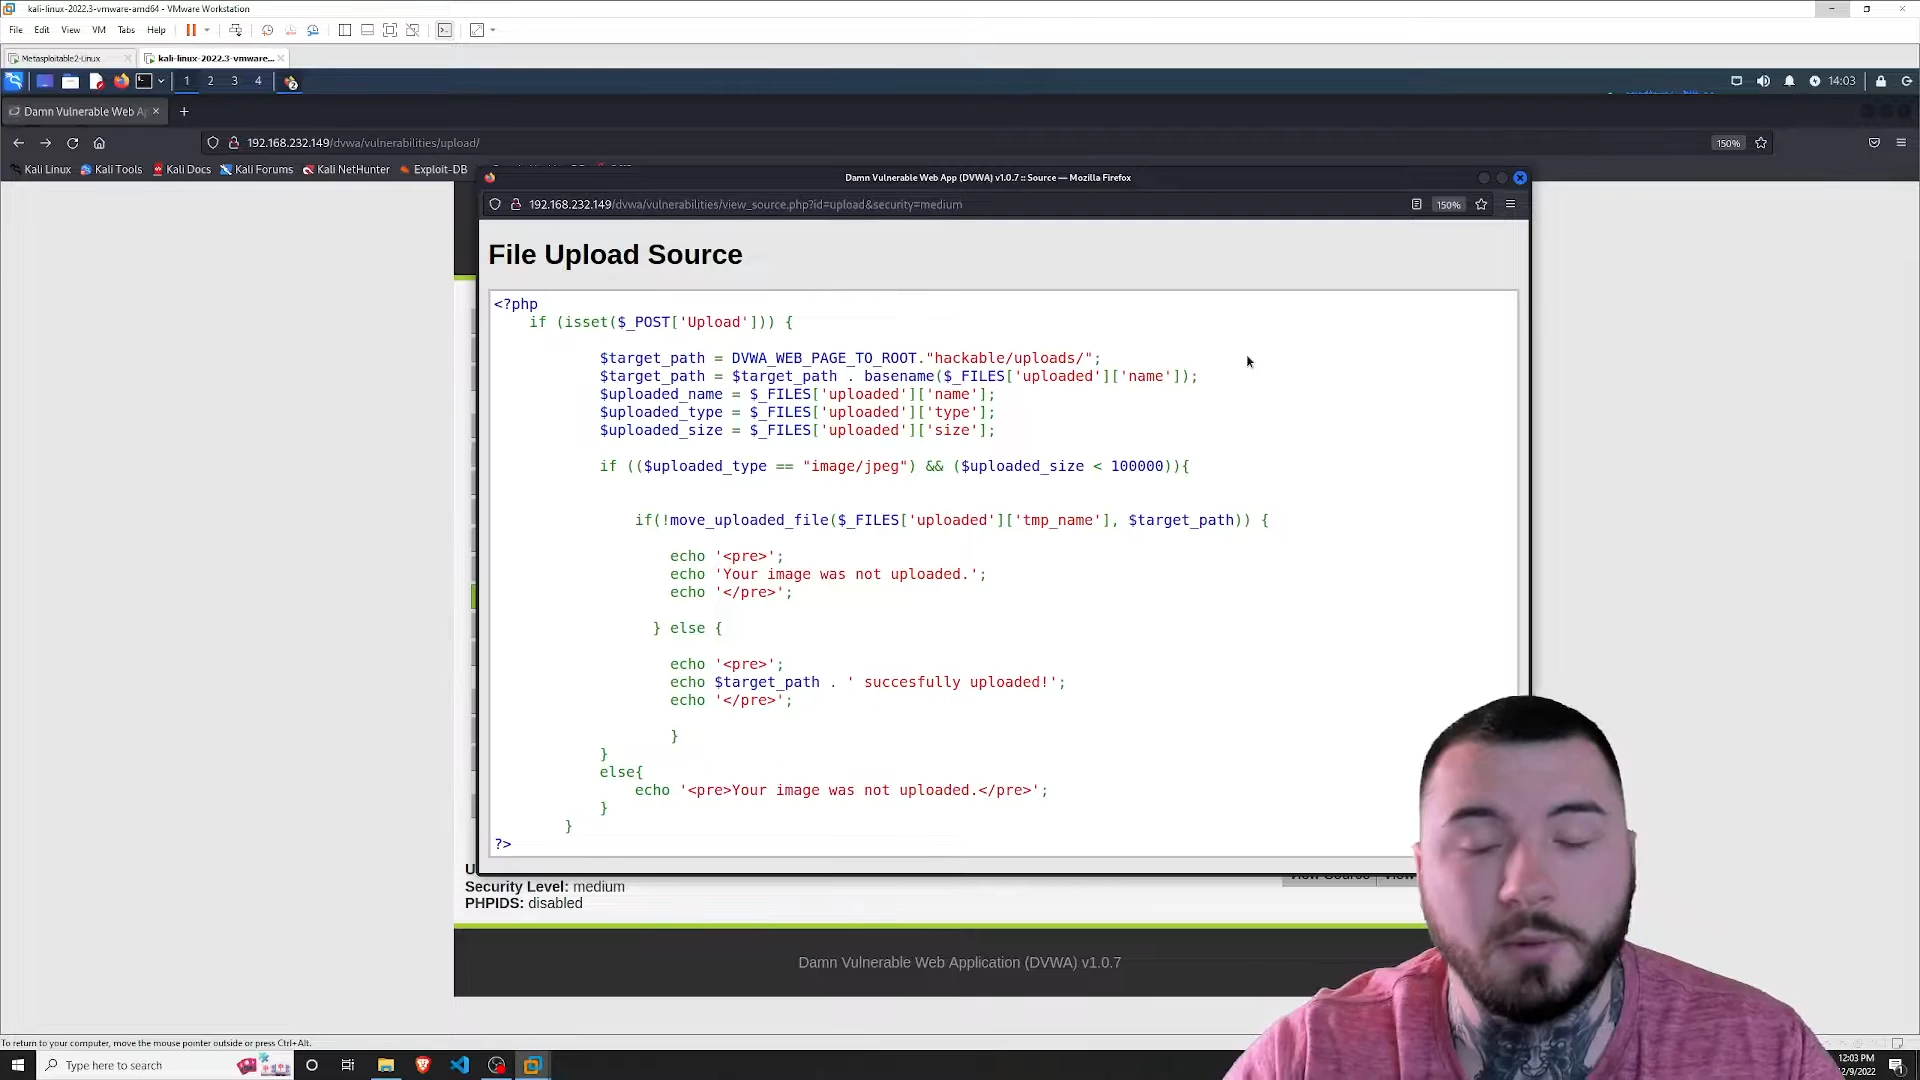 kali-linux-2022.3-vmware-amd64 - VMware Workstation
File Edit View VM Tabs Help
Metasploitable2-Linux kali-linux-2022.3-vmware...
1 2 3 4 14:03
Damn Vulnerable Web Ap
192.168.232.149/dvwa/vulnerabilities/upload/ 150%
Kali Linux Kali Tools Kali Docs Kali Forums Kali NetHunter Exploit-DB
Damn Vulnerable Web App (DVWA) v1.0.7 :: Source — Mozilla Firefox
192.168.232.149/dvwa/vulnerabilities/view_source.php?id=upload&security=medium 150%
File Upload Source
<?php
if (isset($_POST['Upload'])) {
$target_path = DVWA_WEB_PAGE_TO_ROOT."hackable/uploads/";
$target_path = $target_path . basename($_FILES['uploaded']['name']);
$uploaded_name = $_FILES['uploaded']['name'];
$uploaded_type = $_FILES['uploaded']['type'];
$uploaded_size = $_FILES['uploaded']['size'];
if (($uploaded_type == "image/jpeg") && ($uploaded_size < 100000)){
if(!move_uploaded_file($_FILES['uploaded']['tmp_name'], $target_path)) {
echo '<pre>';
echo 'Your image was not uploaded.';
echo '</pre>';
} else {
echo '<pre>';
echo $target_path . ' succesfully uploaded!';
echo '</pre>';
}
}
else{
echo '<pre>Your image was not uploaded.</pre>';
}
}
?>
Security Level: medium
PHPIDS: disabled
Damn Vulnerable Web Application (DVWA) v1.0.7
To return to your computer, move the mouse pointer outside or press Ctrl+Alt.
Type here to search
12:03 PM
12/9/2022